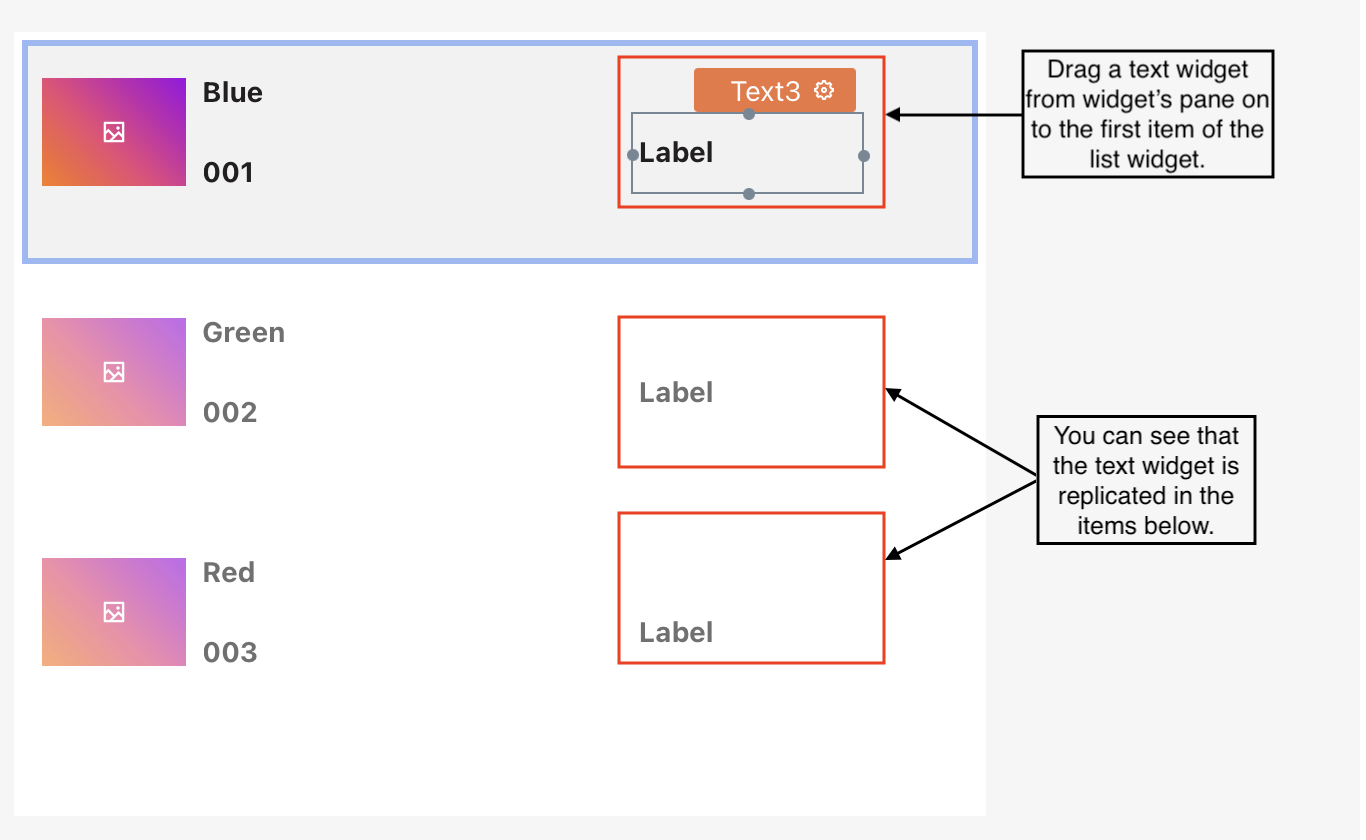 Blue
001
Text3
Label
Drag a text widget
from widget's pane on
to the first item of the
list widget.
Green
002
Label
You can see that
the text widget is
replicated in the
items below.
Red
003
Label